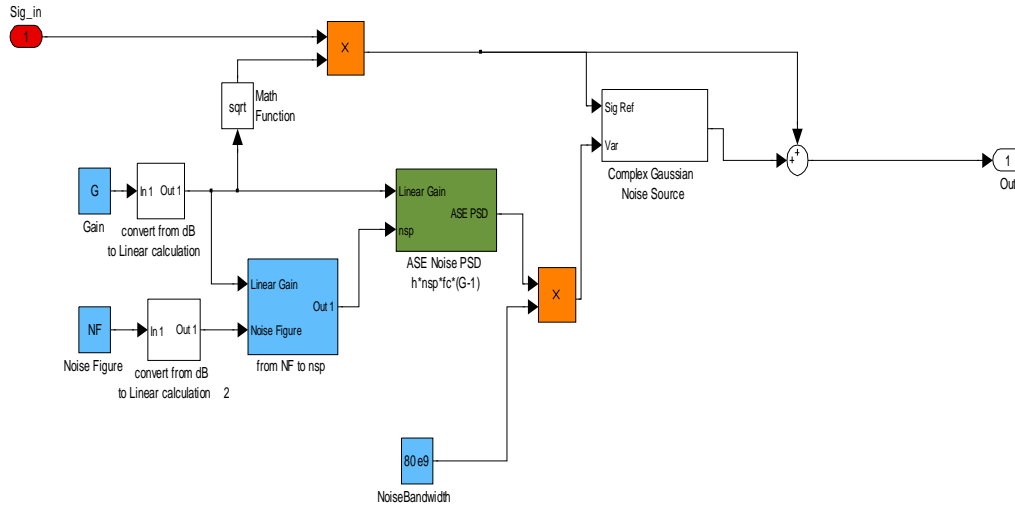 Sig_in
1
X
sqrt
Math
Function
Sig Ref
Var
Complex Gaussian
Noise Source
+
+
1
Out
G
Gain
In 1
Out 1
convert from dB
to Linear calculation
Linear Gain
ASE PSD
nsp
ASE Noise PSD
h*nsp*fc*(G-1)
Linear Gain
Out 1
Noise Figure
from NF to nsp
NF
Noise Figure
In 1
Out 1
convert from dB
to Linear calculation 2
X
80 e9
NoiseBandwidth